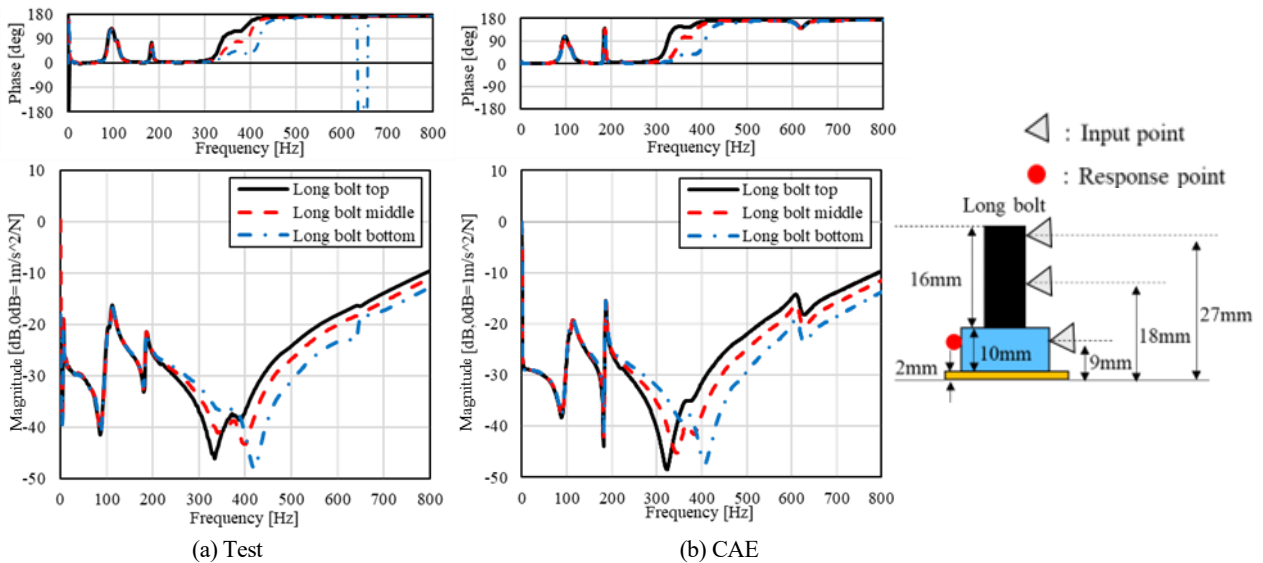 180
90
0
-90
-180
Phase [deg]
0 100 200 300 400 500 600 700 800
Frequency [Hz]
10
0
-10
-20
-30
-40
-50
Magnitude [dB,0dB=1m/s^2/N]
Long bolt top
Long bolt middle
Long bolt bottom
0 100 200 300 400 500 600 700 800
Frequency [Hz]
(a) Test
180
90
0
-90
-180
Phase [deg]
0 100 200 300 400 500 600 700 800
Frequency [Hz]
10
0
-10
-20
-30
-40
-50
Magnitude [dB,0dB=1m/s^2/N]
Long bolt top
Long bolt middle
Long bolt bottom
0 100 200 300 400 500 600 700 800
Frequency [Hz]
(b) CAE
: Input point
: Response point
Long bolt
16mm
27mm
18mm
10mm
9mm
2mm